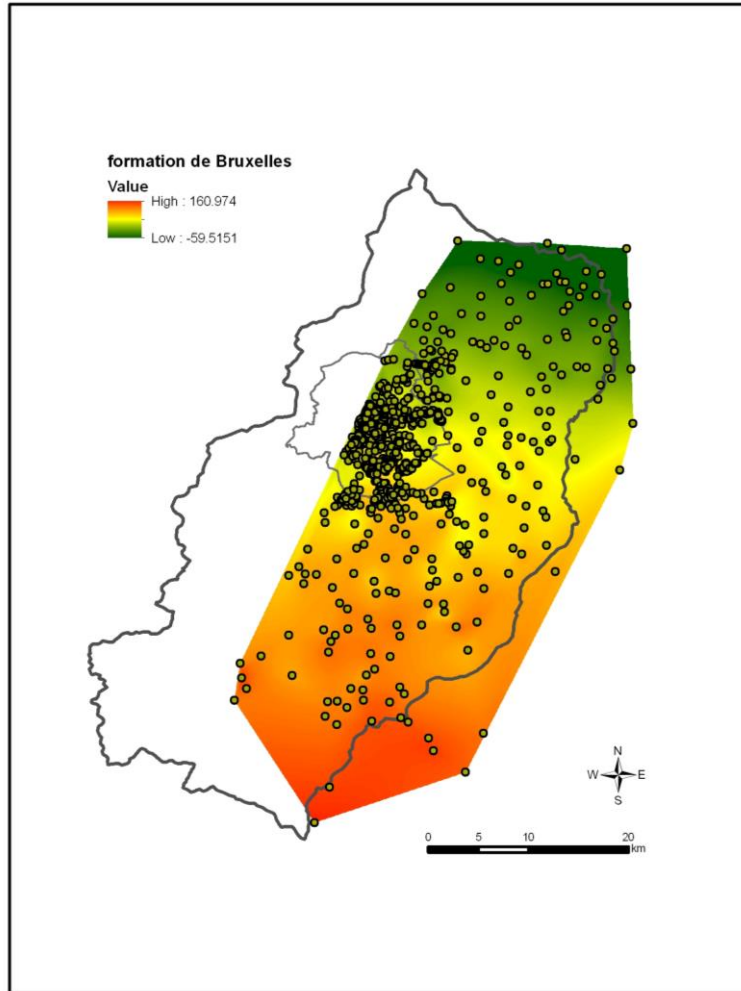 formation de Bruxelles
Value
High : 160.974
Low : -59.5151
N
W E
S
0 5 10 20
km